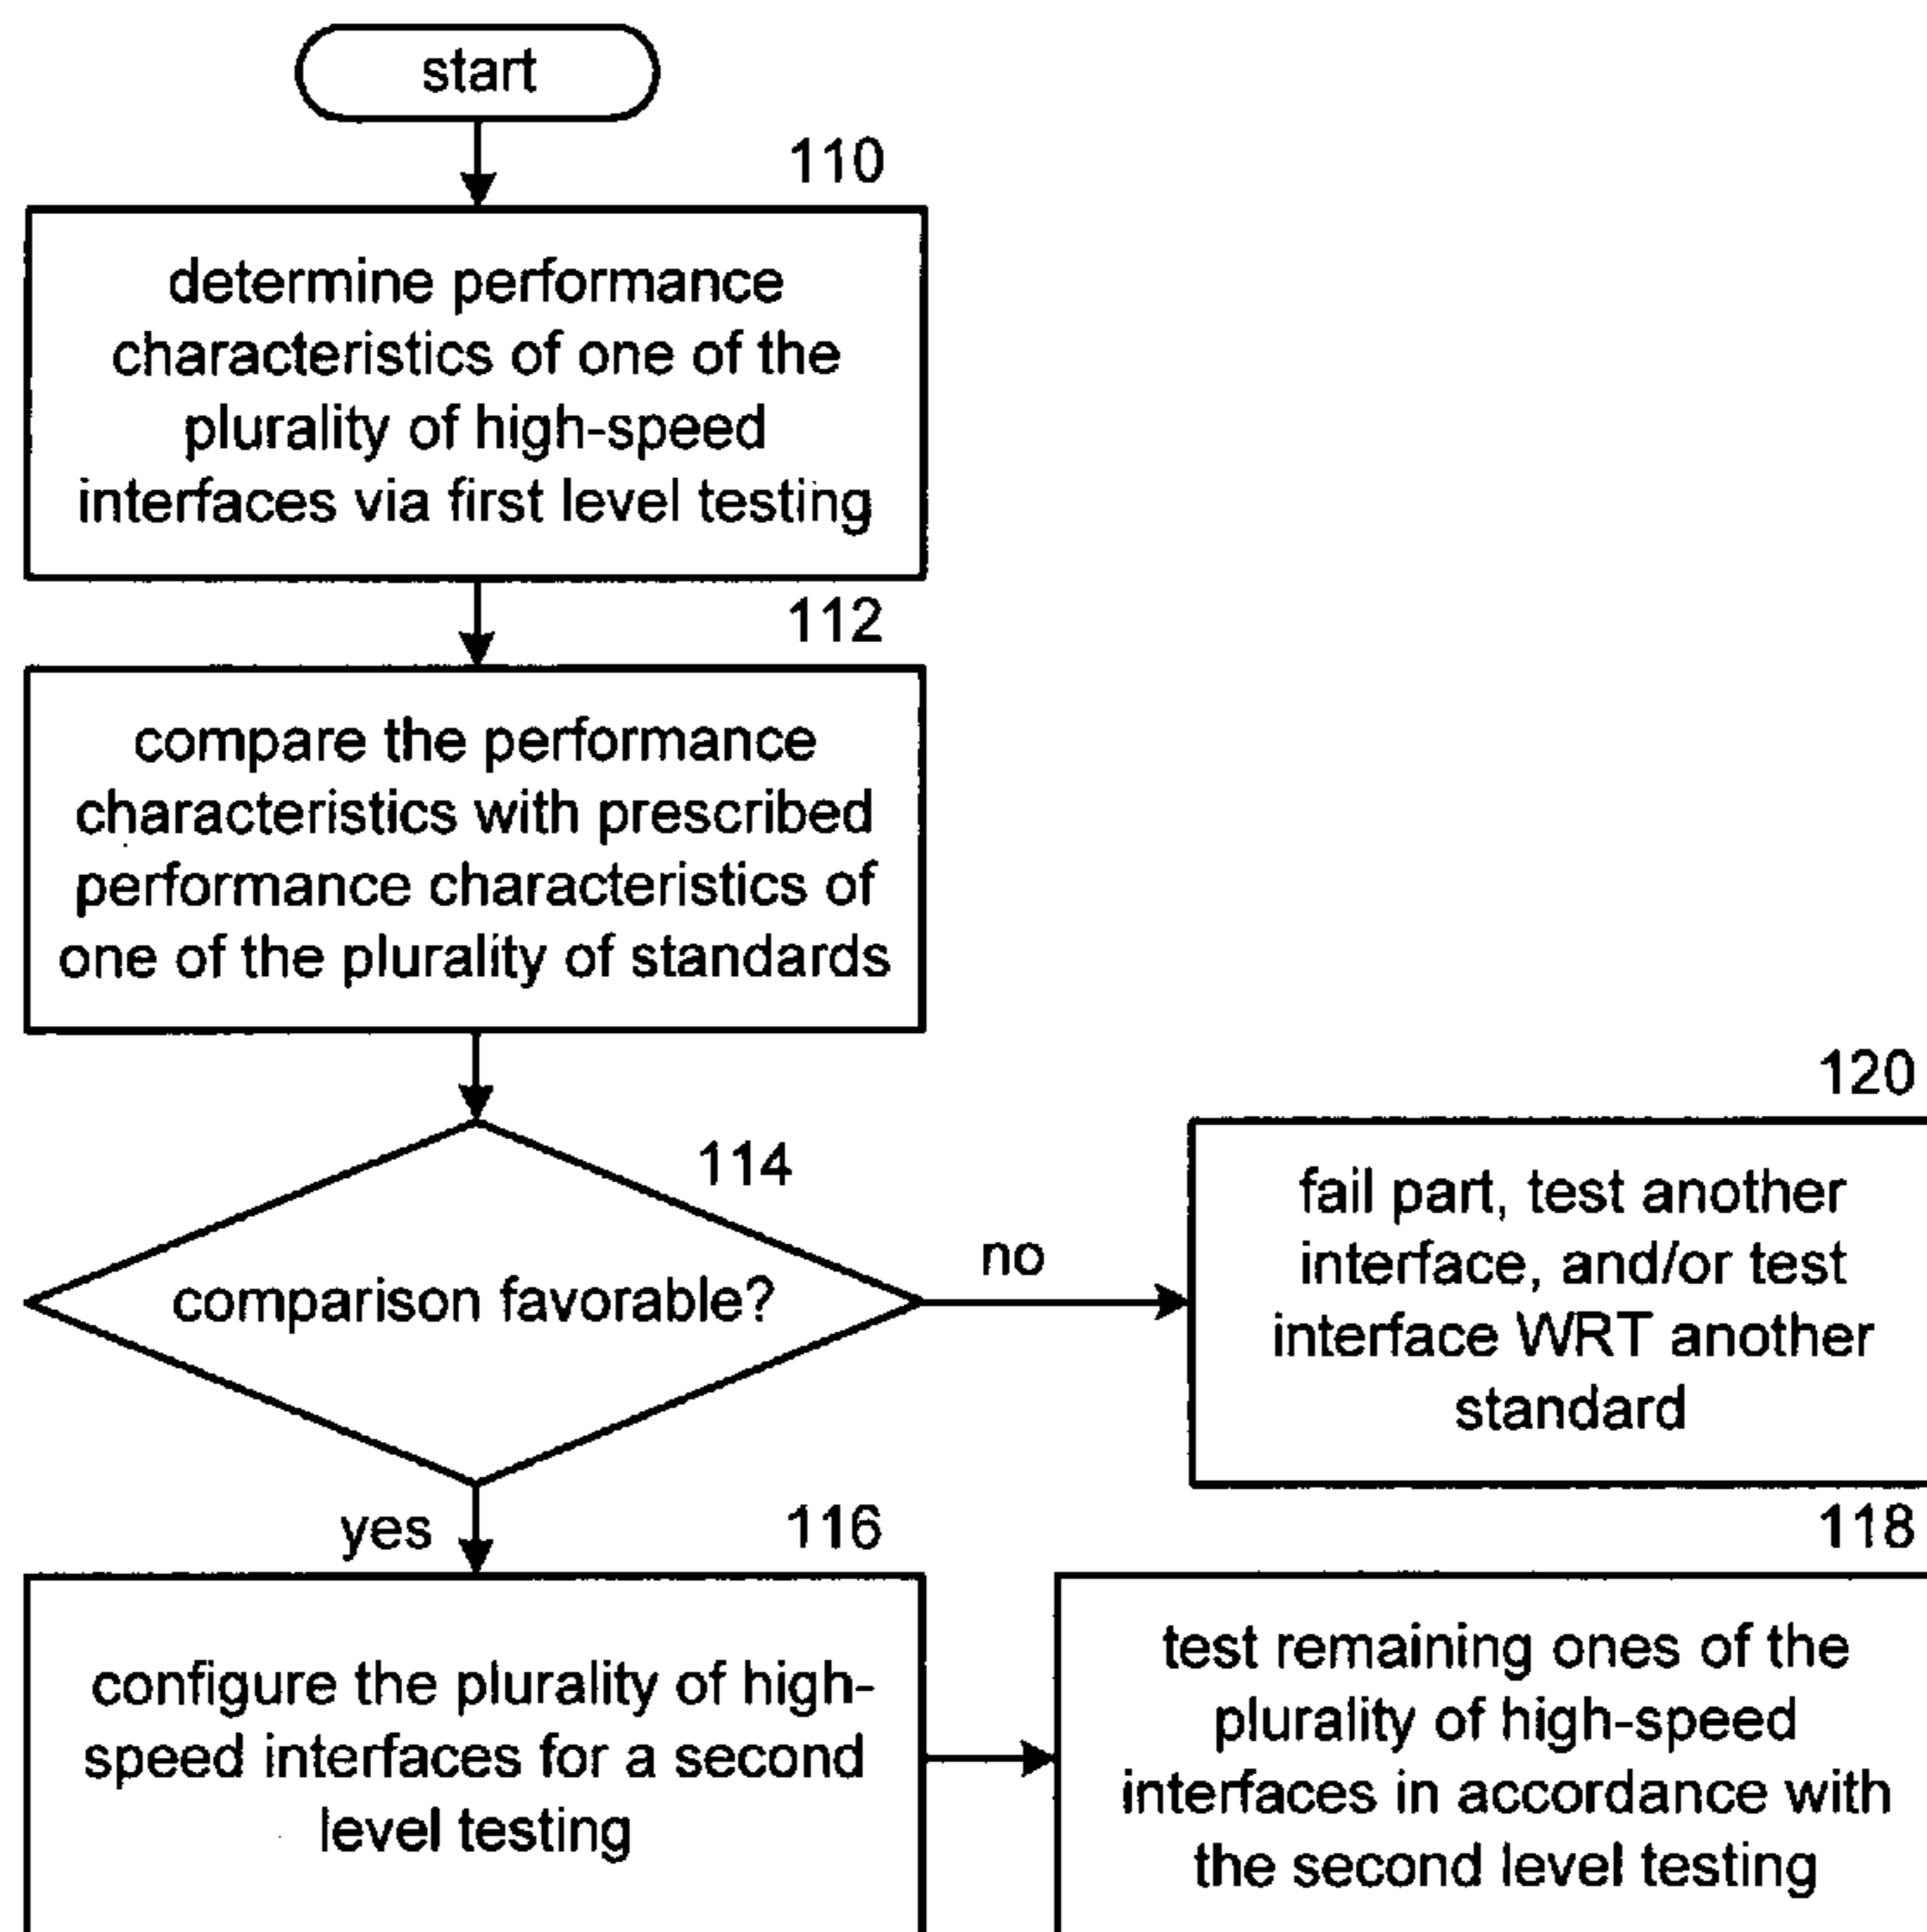 start
110
determine performance
characteristics of one of the
plurality of high-speed
interfaces via first level testing
112
compare the performance
characteristics with prescribed
performance characteristics of
one of the plurality of standards
114
comparison favorable?
no
120
fail part, test another
interface, and/or test
interface WRT another
standard
yes
116
configure the plurality of high-
speed interfaces for a second
level testing
118
test remaining ones of the
plurality of high-speed
interfaces in accordance with
the second level testing